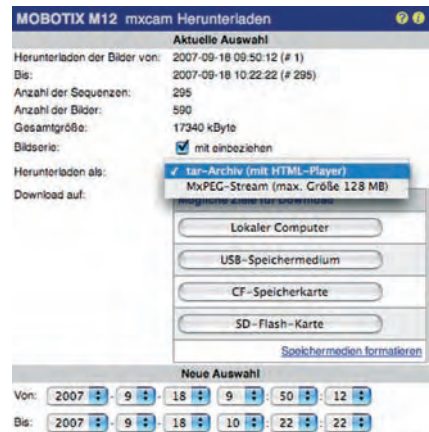 MOBOTIX M12 mxcam Herunterladen
Aktuelle Auswahl
Herunterladen der Bilder von: 2007-09-18 09:50:12 (# 1)
Bis: 2007-09-18 10:22:22 (# 295)
Anzahl der Sequenzen: 295
Anzahl der Bilder: 590
Gesamtgröße: 17340 kByte
Bildserie: mit einbeziehen
Herunterladen als: ✓ tar-Archiv (mit HTML-Player)
MxPEG-Stream (max. Größe 128 MB)
Download auf: Mögliche Ziele für Download
Lokaler Computer
USB-Speichermedium
CF-Speicherkarte
SD-Flash-Karte
Speichermedien formatieren
Neue Auswahl
Von: 2007 - 9 - 18 9 : 50 : 12
Bis: 2007 - 9 - 18 10 : 22 : 22